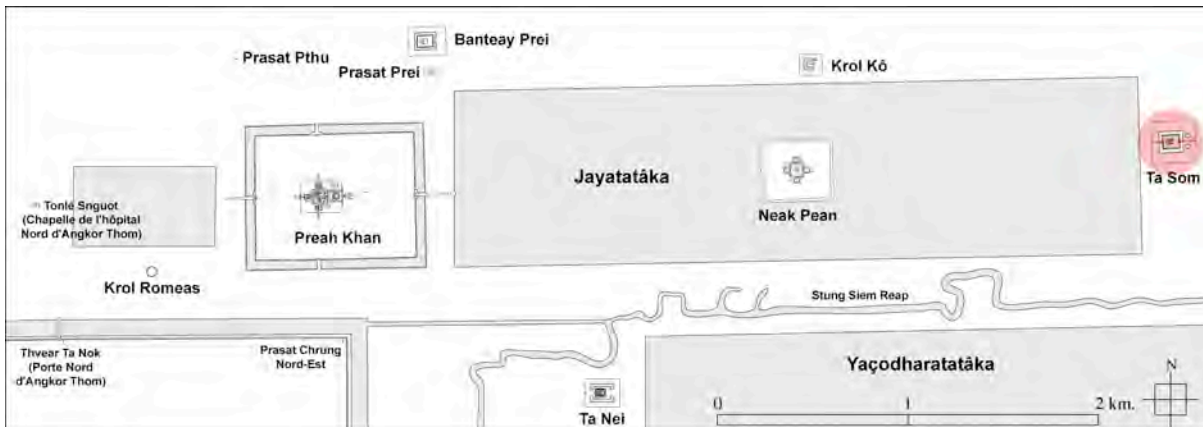 Banteay Prei
Prasat Pthu
Prasat Prei
Krol Kô
Jayatatâka
Neak Pean
Ta Som
Tonlé Snguot
(Chapelle de l'hôpital
Nord d'Angkor Thom)
Preah Khan
Krol Romeas
Stung Siem Reap
Thvear Ta Nok
(Porte Nord
d'Angkor Thom)
Prasat Chrung
Nord-Est
Yaçodharatatâka
N
0 1 2 km.
Ta Nei